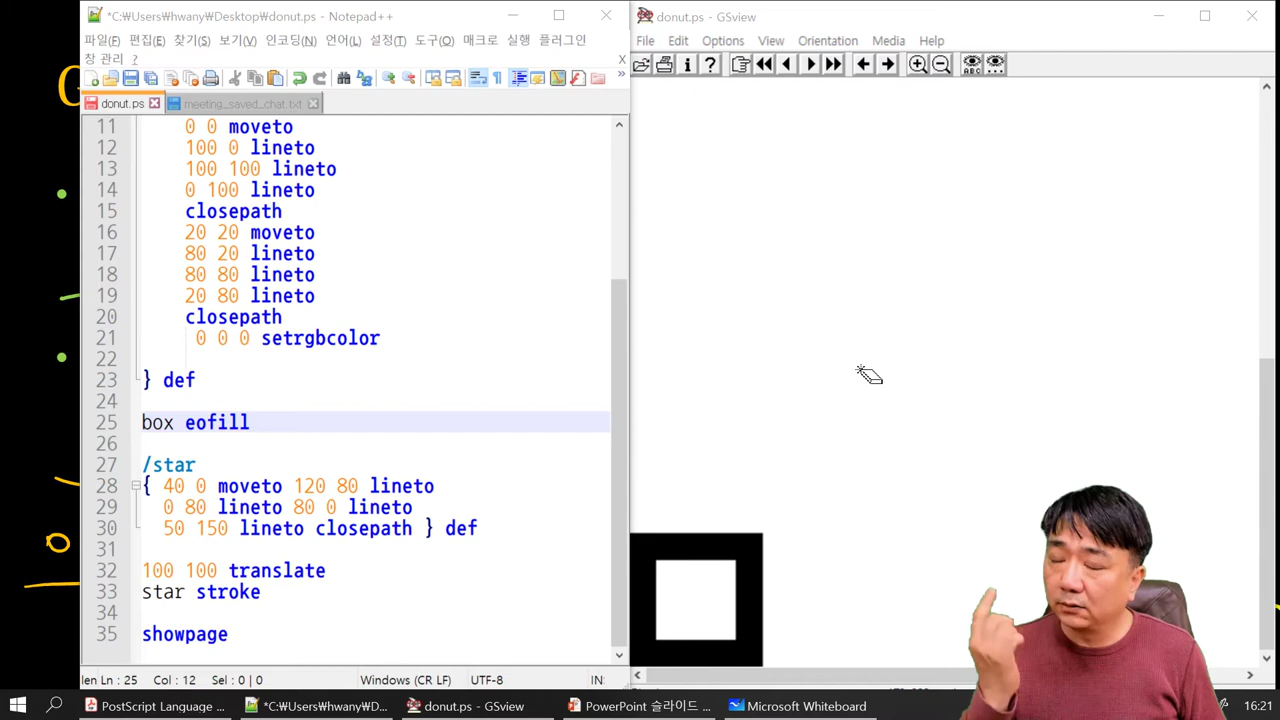 *C:\Users\hwany\Desktop\donut.ps - Notepad++
파일(F) 편집(E) 찾기(S) 보기(V) 인코딩(N) 언어(L) 설정(T) 도구(O) 매크로 실행 플러그인
창 관리 ? X
donut.ps meeting_saved_chat.txt
11 0 0 moveto
12 100 0 lineto
13 100 100 lineto
14 0 100 lineto
15 closepath
16 20 20 moveto
17 80 20 lineto
18 80 80 lineto
19 20 80 lineto
20 closepath
21 0 0 0 setrgbcolor
22
23 } def
24
25 box eofill
26
27 /star
28 { 40 0 moveto 120 80 lineto
29 0 80 lineto 80 0 lineto
30 50 150 lineto closepath } def
31
32 100 100 translate
33 star stroke
34
35 showpage
len Ln : 25 Col : 12 Sel : 0 | 0 Windows (CR LF) UTF-8 IN:
donut.ps - GSview
File Edit Options View Orientation Media Help
ABC
PostScript Language ... *C:\Users\hwany\D... donut.ps - GSview PowerPoint 슬라이드 ... Microsoft Whiteboard 16:21